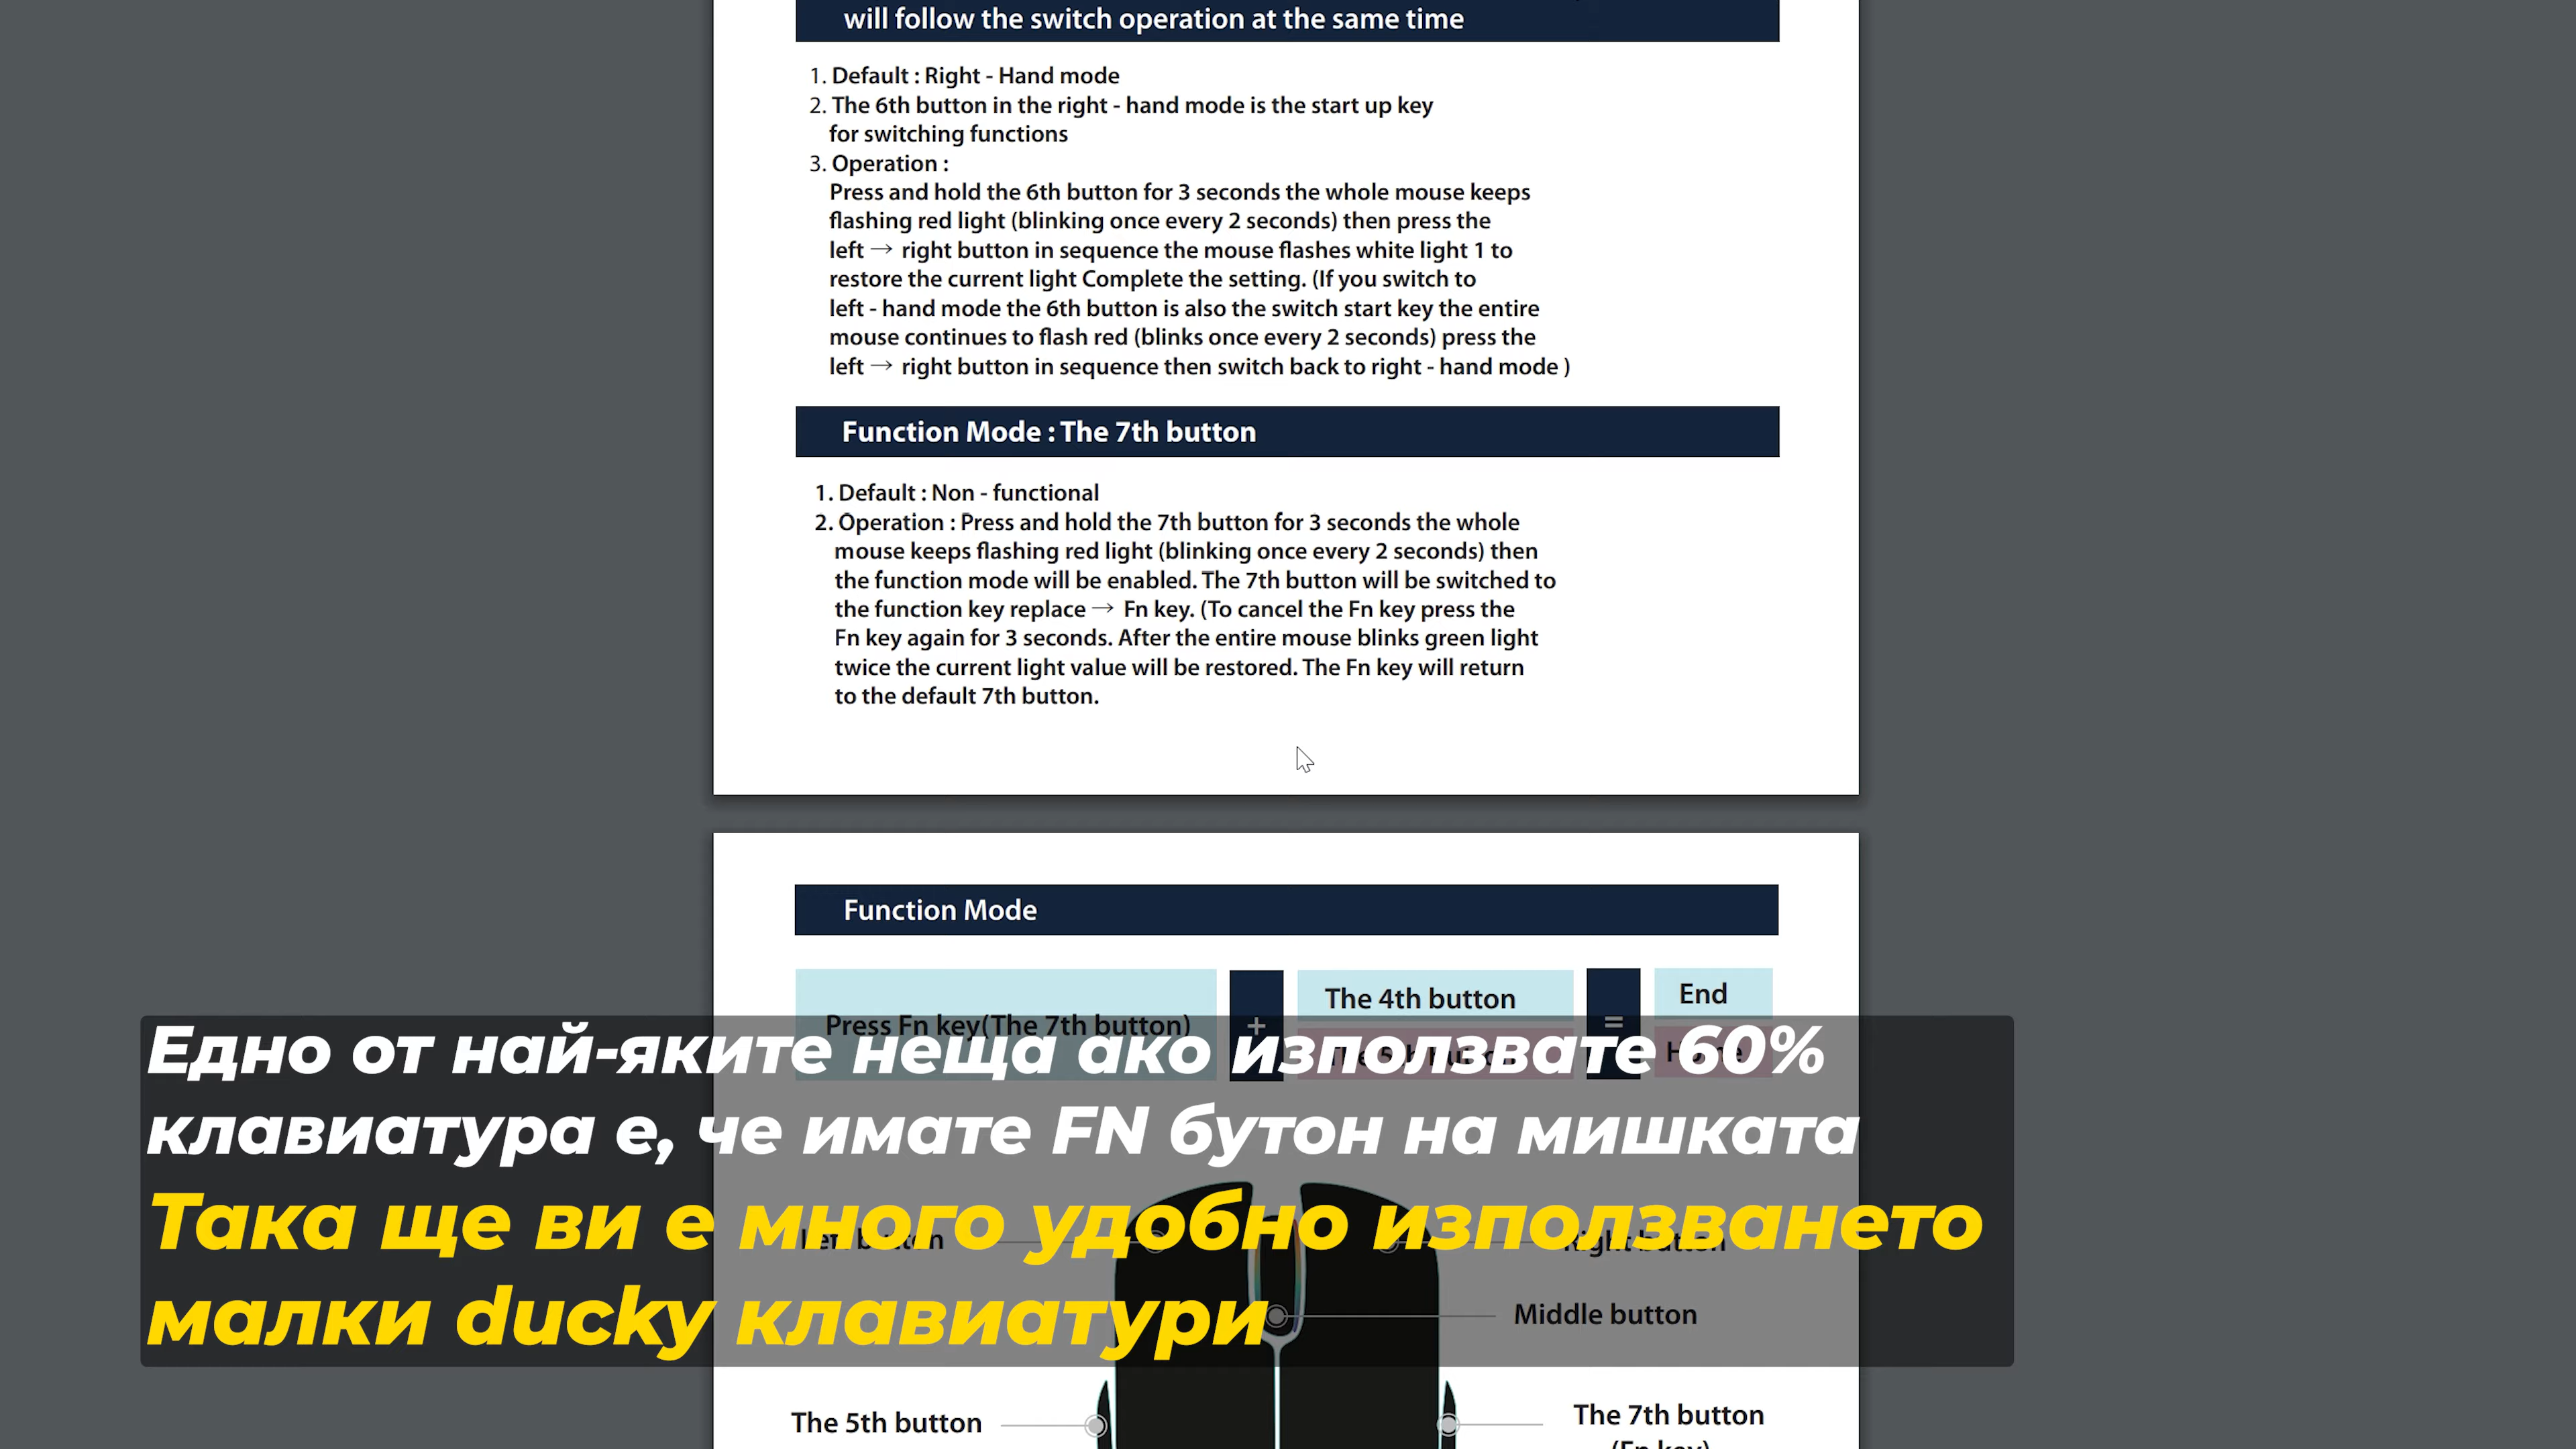 will follow the switch operation at the same time
1. Default : Right - Hand mode
2. The 6th button in the right - hand mode is the start up key
for switching functions
3. Operation :
Press and hold the 6th button for 3 seconds the whole mouse keeps
flashing red light (blinking once every 2 seconds) then press the
left → right button in sequence the mouse flashes white light 1 to
restore the current light Complete the setting. (If you switch to
left - hand mode the 6th button is also the switch start key the entire
mouse continues to flash red (blinks once every 2 seconds) press the
left → right button in sequence then switch back to right - hand mode )
Function Mode : The 7th button
1. Default : Non - functional
2. Operation : Press and hold the 7th button for 3 seconds the whole
mouse keeps flashing red light (blinking once every 2 seconds) then
the function mode will be enabled. The 7th button will be switched to
the function key replace → Fn key. (To cancel the Fn key press the
Fn key again for 3 seconds. After the entire mouse blinks green light
twice the current light value will be restored. The Fn key will return
to the default 7th button.
Function Mode
The 4th button
End
Press Fn key(The 7th button)
+
=
The 5th button
Home
Едно от най-яките неща ако използвате 60%
клавиатура е, че имате FN бутон на мишката
Така ще ви е много удобно използването
малки ducky клавиатури
Left button
Right button
Middle button
The 5th button
The 7th button
(Fn key)